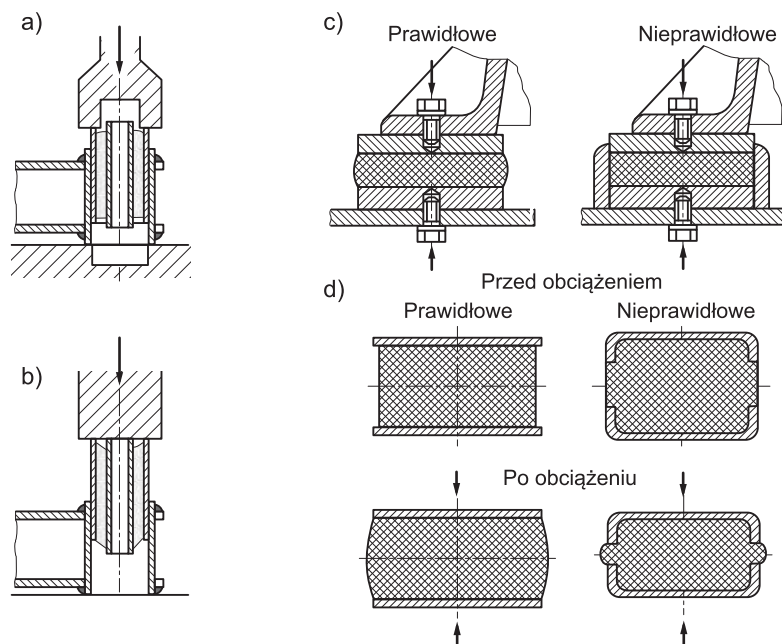 a)
c)
Prawidłowe
Nieprawidłowe
Przed obciążeniem
d)
Prawidłowe
Nieprawidłowe
b)
Po obciążeniu